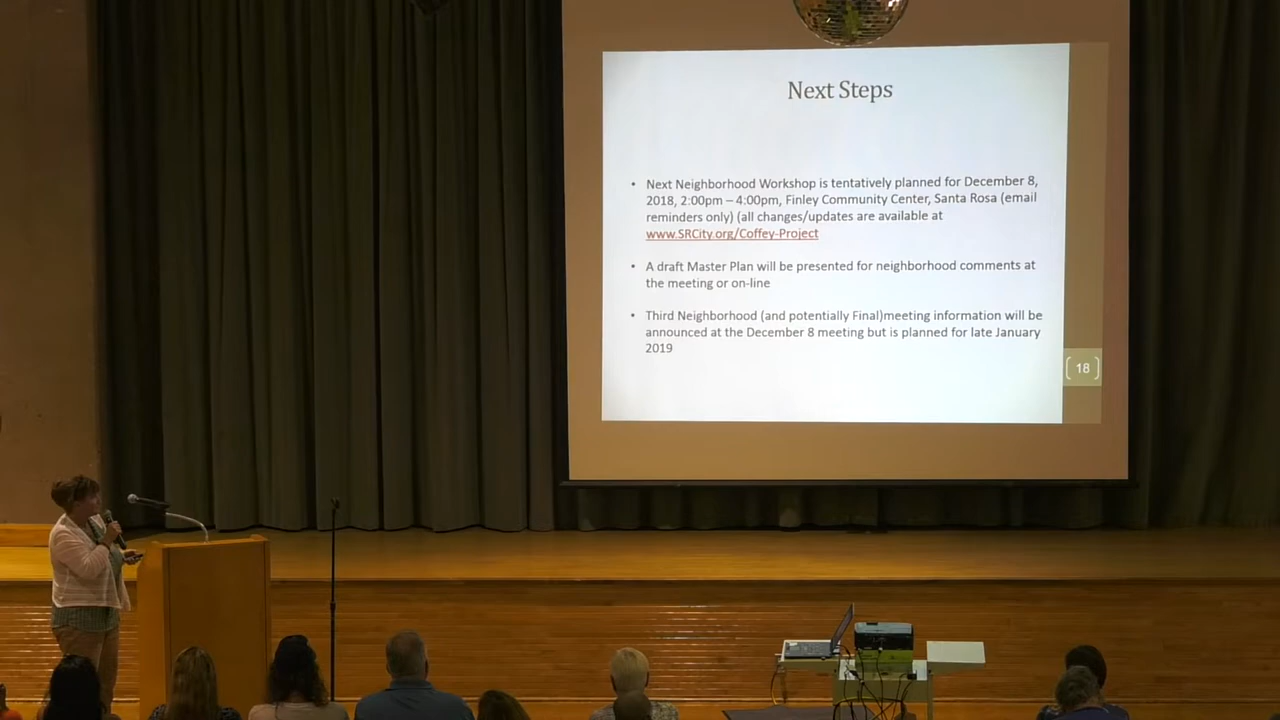 Next Steps
• Next Neighborhood Workshop is tentatively planned for December 8,
2018, 2:00pm – 4:00pm, Finley Community Center, Santa Rosa (email
reminders only) (all changes/updates are available at
www.SRCity.org/Coffey-Project
• A draft Master Plan will be presented for neighborhood comments at
the meeting or on-line
• Third Neighborhood (and potentially Final)meeting information will be
announced at the December 8 meeting but is planned for late January
2019
18